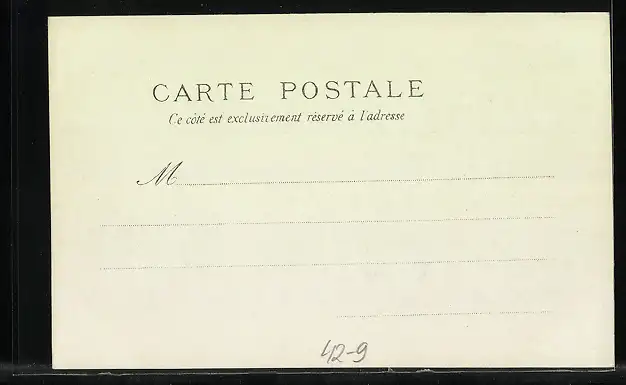 CARTE POSTALE
Ce côté est exclusivement réservé à l'adresse
M
42-9